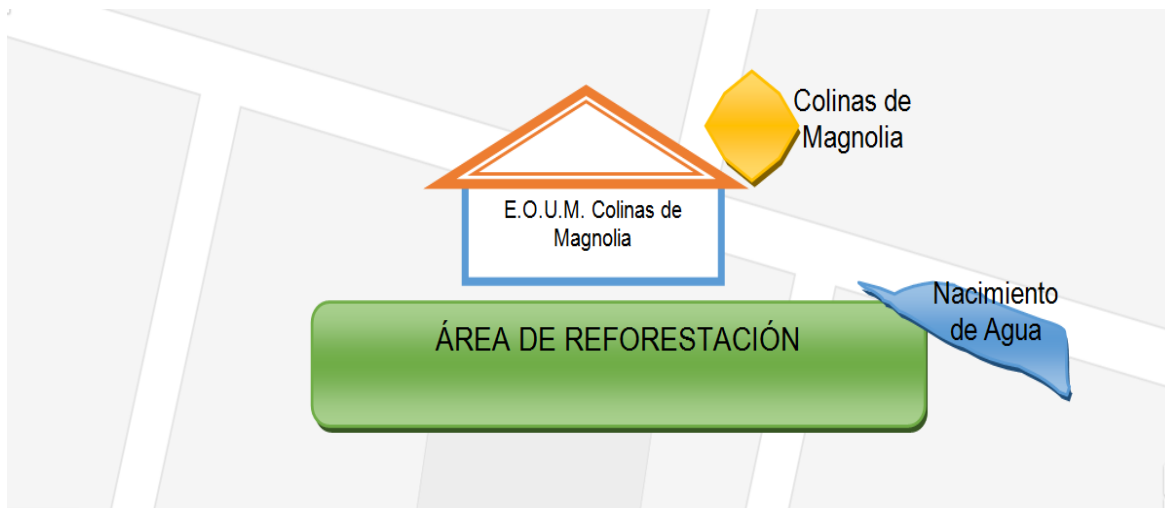 Colinas de
Magnolia
E.O.U.M. Colinas de
Magnolia
Nacimiento
de Agua
ÁREA DE REFORESTACIÓN